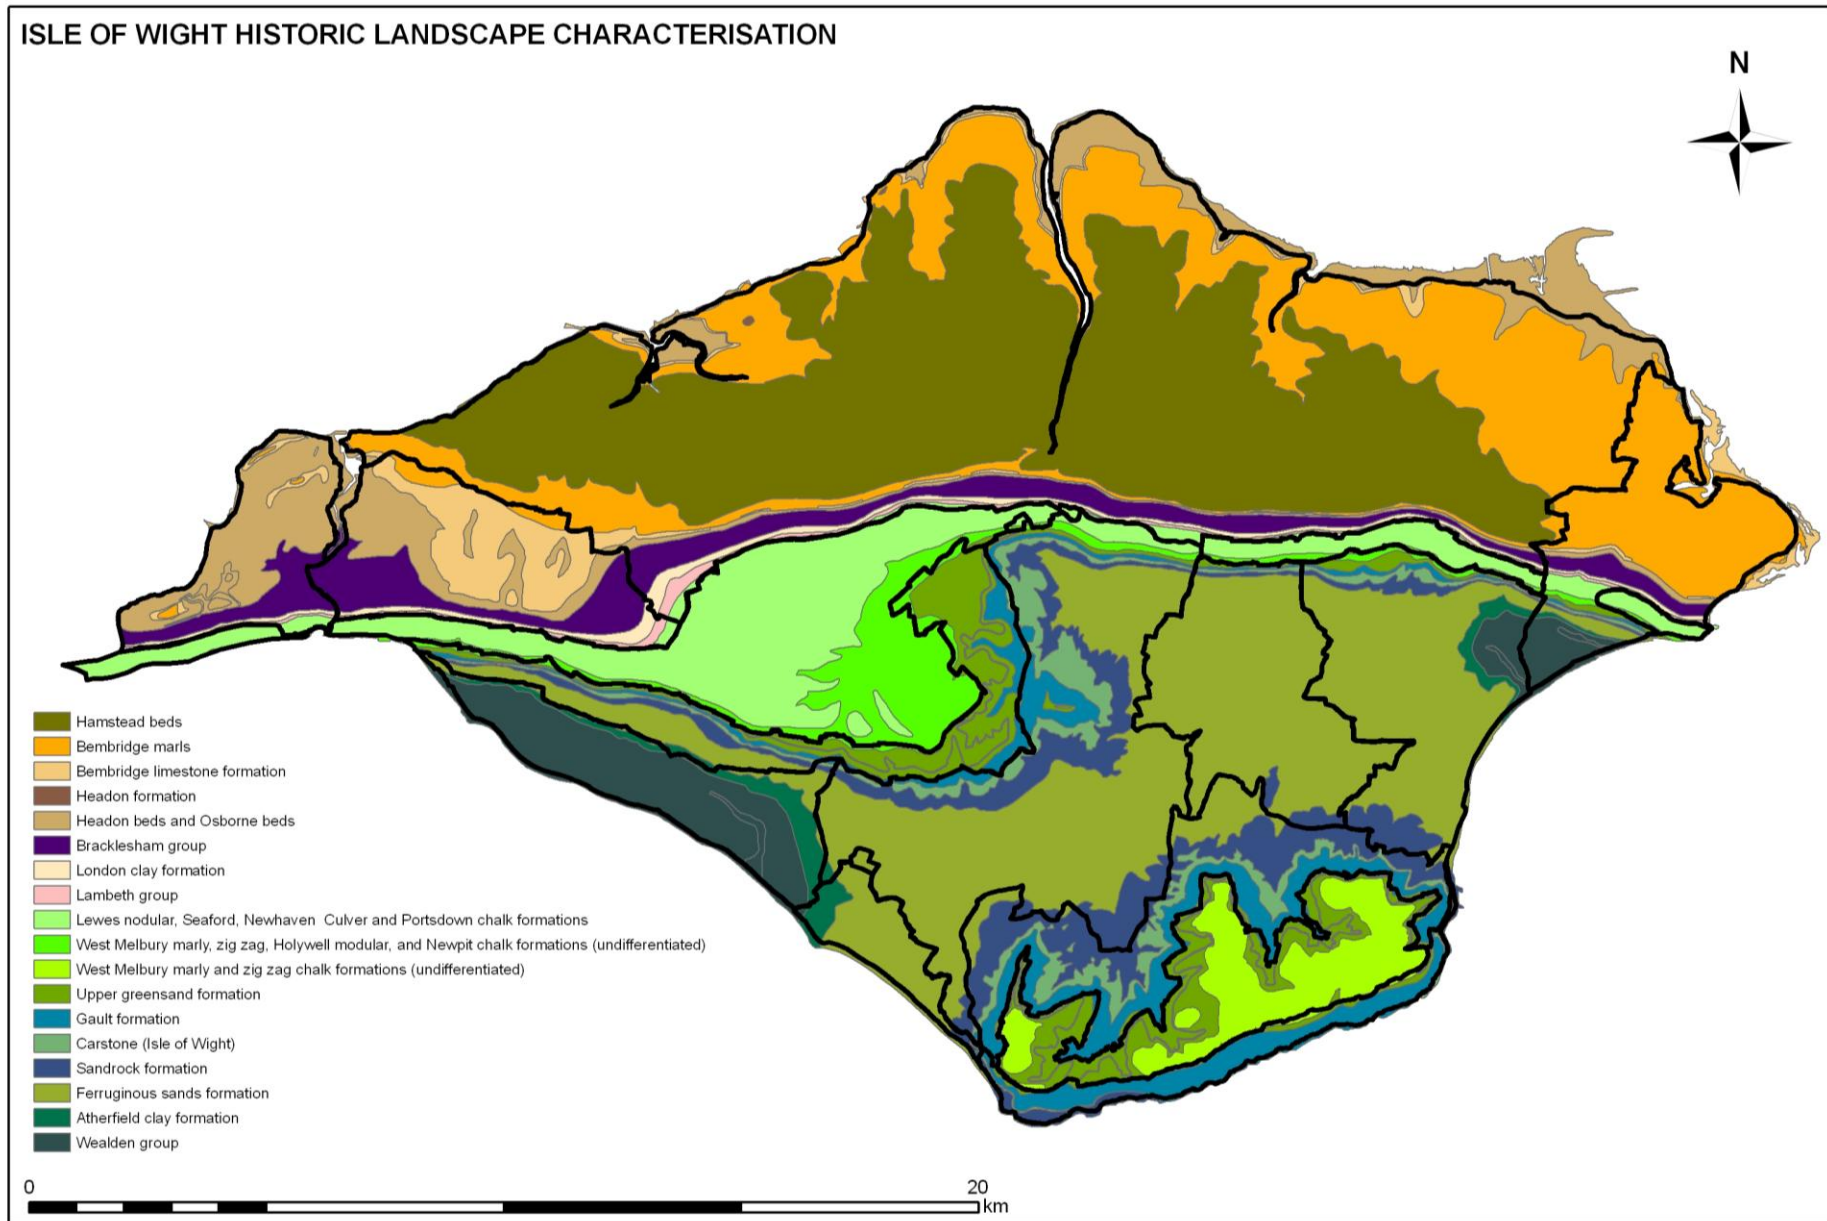 ISLE OF WIGHT HISTORIC LANDSCAPE CHARACTERISATION
N
Hamstead beds
Bembridge marls
Bembridge limestone formation
Headon formation
Headon beds and Osborne beds
Bracklesham group
London clay formation
Lambeth group
Lewes nodular, Seaford, Newhaven Culver and Portsdown chalk formations
West Melbury marly, zig zag, Holywell modular, and Newpit chalk formations (undifferentiated)
West Melbury marly and zig zag chalk formations (undifferentiated)
Upper greensand formation
Gault formation
Carstone (Isle of Wight)
Sandrock formation
Ferruginous sands formation
Atherfield clay formation
Wealden group
0 20
km